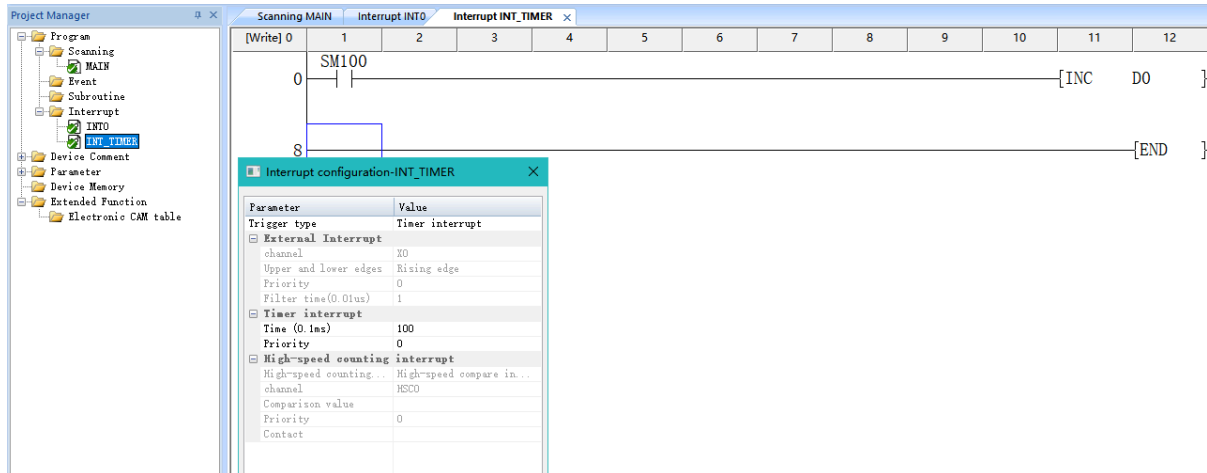 Project Manager
Program
Scanning
MAIN
Event
Subroutine
Interrupt
INT0
INT_TIMER
Device Comment
Parameter
Device Memory
Extended Function
Electronic CAM table
Scanning MAIN Interrupt INT0 Interrupt INT_TIMER
[Write] 0 1 2 3 4 5 6 7 8 9 10 11 12
SM100
0 [INC D0 ]
8 [END ]
Interrupt configuration-INT_TIMER
Parameter Value
Trigger type Timer interrupt
External Interrupt
channel X0
Upper and lower edges Rising edge
Priority 0
Filter time(0.01us) 1
Timer interrupt
Time (0.1ms) 100
Priority 0
High-speed counting interrupt
High-speed counting... High-speed compare in...
channel HSC0
Comparison value
Priority 0
Contact